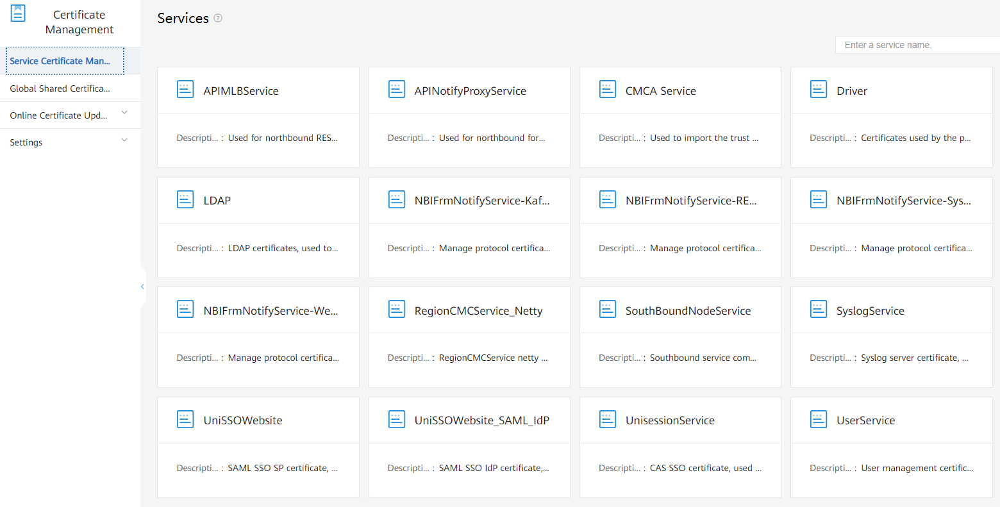 Certificate
Management
Service Certificate Man...
Global Shared Certifica...
Online Certificate Upd...
Settings
Services
Enter a service name.
APIMLBService
Descripti... : Used for northbound RES...
APINotifyProxyService
Descripti... : Used for northbound for...
CMCA Service
Descripti... : Used to import the trust ...
Driver
Descripti... : Certificates used by the p...
LDAP
Descripti... : LDAP certificates, used to...
NBIFrmNotifyService-Kaf...
Descripti... : Manage protocol certifica...
NBIFrmNotifyService-RE...
Descripti... : Manage protocol certifica...
NBIFrmNotifyService-Sys...
Descripti... : Manage protocol certifica...
NBIFrmNotifyService-We...
Descripti... : Manage protocol certifica...
RegionCMCService_Netty
Descripti... : RegionCMCService netty ...
SouthBoundNodeService
Descripti... : Southbound service com...
SyslogService
Descripti... : Syslog server certificate, ...
UniSSOWebsite
Descripti... : SAML SSO SP certificate, ...
UniSSOWebsite_SAML_IdP
Descripti... : SAML SSO IdP certificate,...
UnisessionService
Descripti... : CAS SSO certificate, used ...
UserService
Descripti... : User management certific...